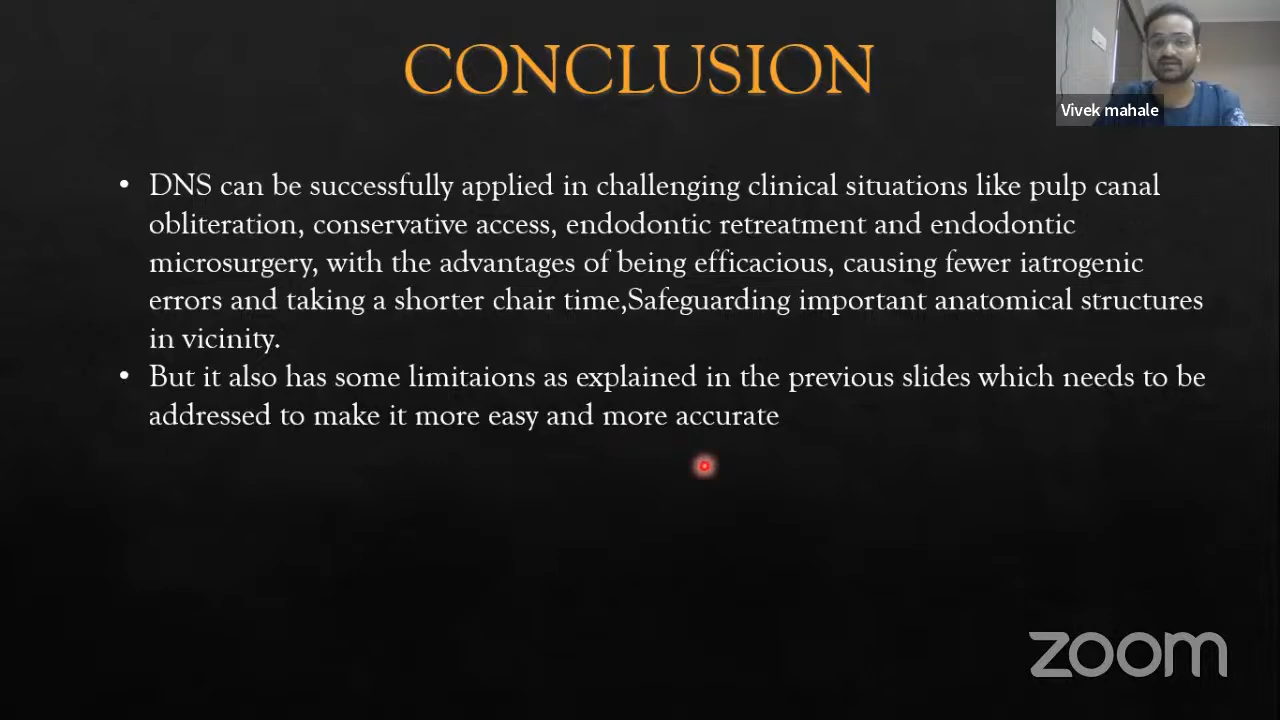 CONCLUSION
Vivek mahale
• DNS can be successfully applied in challenging clinical situations like pulp canal
obliteration, conservative access, endodontic retreatment and endodontic
microsurgery, with the advantages of being efficacious, causing fewer iatrogenic
errors and taking a shorter chair time,Safeguarding important anatomical structures
in vicinity.
• But it also has some limitaions as explained in the previous slides which needs to be
addressed to make it more easy and more accurate
zoom